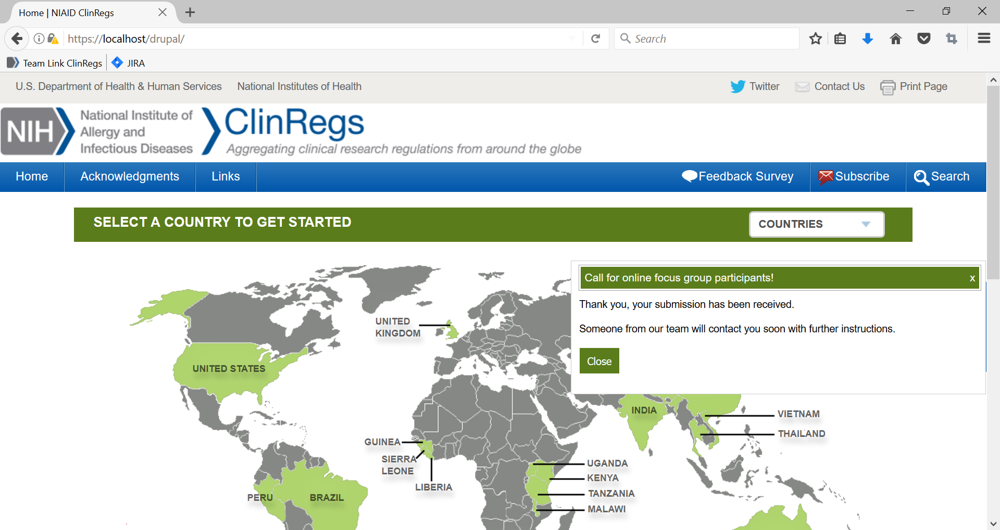 Home | NIAID ClinRegs
https://localhost/drupal/
Search
Team Link ClinRegs
JIRA
U.S. Department of Health & Human Services National Institutes of Health
Twitter Contact Us Print Page
NIH
National Institute of
Allergy and
Infectious Diseases
ClinRegs
Aggregating clinical research regulations from around the globe
Home Acknowledgments Links
Feedback Survey Subscribe Search
SELECT A COUNTRY TO GET STARTED
COUNTRIES
Call for online focus group participants! x
Thank you, your submission has been received.
Someone from our team will contact you soon with further instructions.
Close
UNITED
KINGDOM
UNITED STATES
INDIA
VIETNAM
THAILAND
GUINEA
SIERRA
LEONE
LIBERIA
UGANDA
KENYA
TANZANIA
MALAWI
PERU
BRAZIL